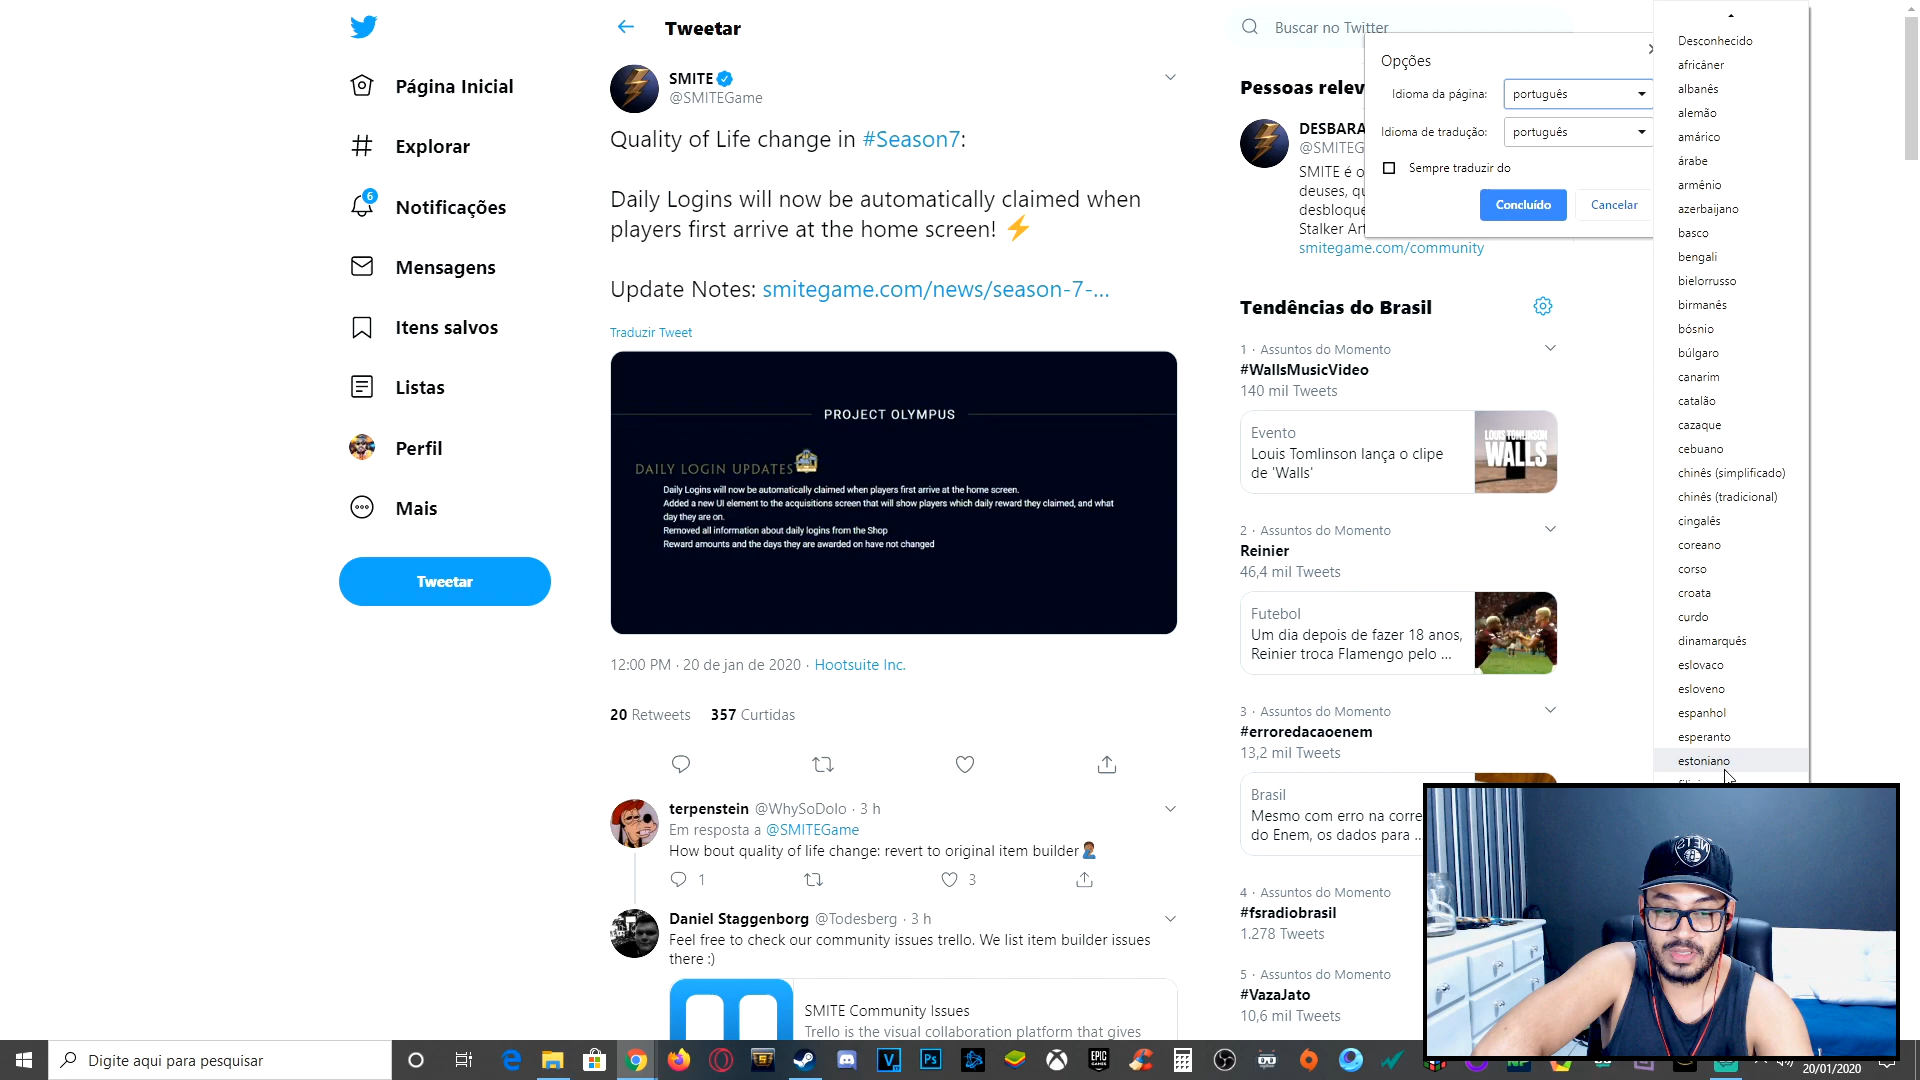 Tweetar
Buscar no Twitter
Página Inicial
Explorar
6
Notificações
Mensagens
Itens salvos
Listas
Perfil
Mais
Tweetar
SMITE
@SMITEGame
Quality of Life change in #Season7:
Daily Logins will now be automatically claimed when
players first arrive at the home screen! ⚡
Update Notes: smitegame.com/news/season-7-...
Traduzir Tweet
PROJECT OLYMPUS
DAILY LOGIN UPDATES
Daily Logins will now be automatically claimed when players first arrive at the home screen.
Added a new UI element to the acquisitions screen that will show players which daily reward they claimed, and what
day they are on.
Removed all information about daily logins from the Shop
Reward amounts and the days they are awarded on have not changed
12:00 PM · 20 de jan de 2020 · Hootsuite Inc.
20 Retweets 357 Curtidas
terpenstein @WhySoDolo · 3 h
Em resposta a @SMITEGame
How bout quality of life change: revert to original item builder
1
3
Daniel Staggenborg @Todesberg · 3 h
Feel free to check our community issues trello. We list item builder issues
there :)
SMITE Community Issues
Trello is the visual collaboration platform that gives
Pessoas relev
DESBARA
@SMITEG
SMITE é o
deuses, qu
desbloque
Stalker Art
smitegame.com/community
Opções
Idioma da página: português
Idioma de tradução: português
Sempre traduzir do
Concluído
Cancelar
Tendências do Brasil
1 · Assuntos do Momento
#WallsMusicVideo
140 mil Tweets
Evento
Louis Tomlinson lança o clipe
de 'Walls'
LOUIS TOMLINSON
WALLS
2 · Assuntos do Momento
Reinier
46,4 mil Tweets
Futebol
Um dia depois de fazer 18 anos,
Reinier troca Flamengo pelo ...
3 · Assuntos do Momento
#erroredacaoenem
13,2 mil Tweets
Brasil
Mesmo com erro na corre
do Enem, os dados para ...
4 · Assuntos do Momento
#fsradiobrasil
1.278 Tweets
5 · Assuntos do Momento
#VazaJato
10,6 mil Tweets
Desconhecido
africâner
albanês
alemão
amárico
árabe
armênio
azerbaijano
basco
bengali
bielorrusso
birmanês
bósnio
búlgaro
canarim
catalão
cazaque
cebuano
chinês (simplificado)
chinês (tradicional)
cingalês
coreano
corso
croata
curdo
dinamarquês
eslovaco
esloveno
espanhol
esperanto
estoniano
NETS
B
Digite aqui para pesquisar
Ps
EPIC
GAMES
20/01/2020